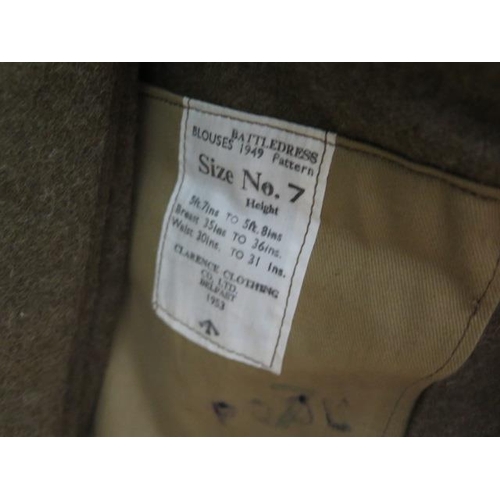 BATTLEDRESS
BLOUSES 1949 Pattern
Size No. 7
Height
5ft.7ins TO 5ft.8ins
Breast 35ins TO 36ins.
Waist 30ins. TO 31 ins.
CLARENCE CLOTHING
CO. LTD.
BELFAST
1953